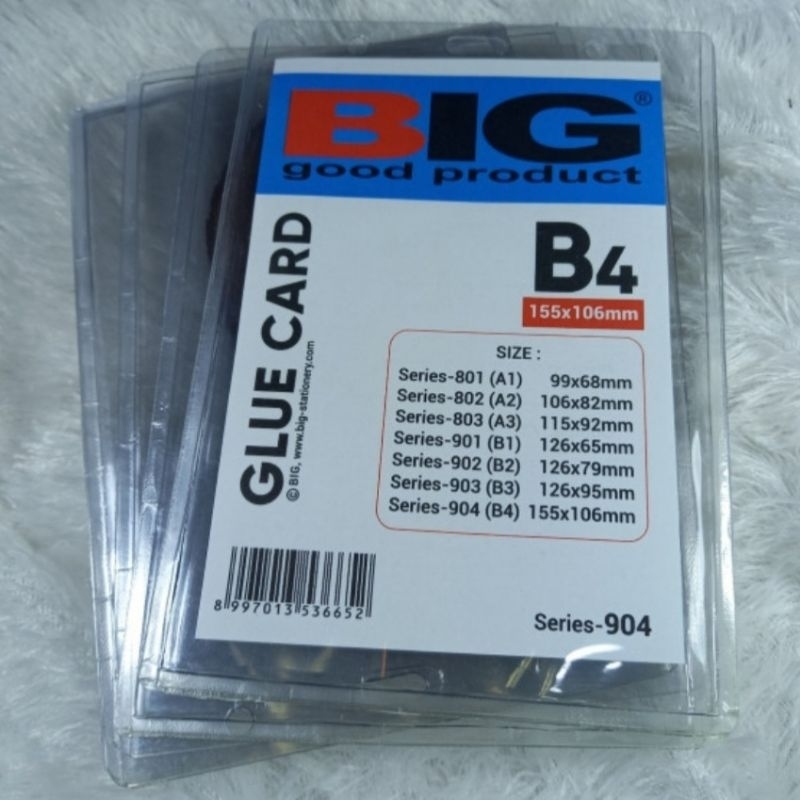 BIG®
good product
B4
155x106mm
GLUE CARD
© BIG, www.big-stationery.com
SIZE :
Series-801 (A1) 99x68mm
Series-802 (A2) 106x82mm
Series-803 (A3) 115x92mm
Series-901 (B1) 126x65mm
Series-902 (B2) 126x79mm
Series-903 (B3) 126x95mm
Series-904 (B4) 155x106mm
8 997013 536652
Series-904